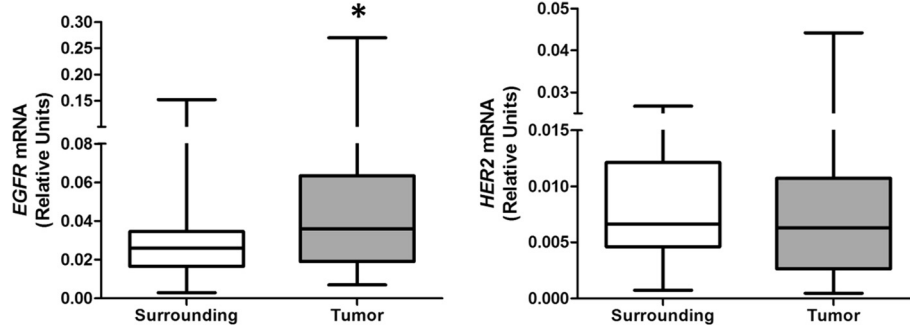 *
EGFR mRNA
(Relative Units)
0.30
0.25
0.20
0.15
0.08
0.06
0.04
0.02
0.00
Surrounding Tumor
HER2 mRNA
(Relative Units)
0.05
0.04
0.03
0.015
0.010
0.005
0.000
Surrounding Tumor